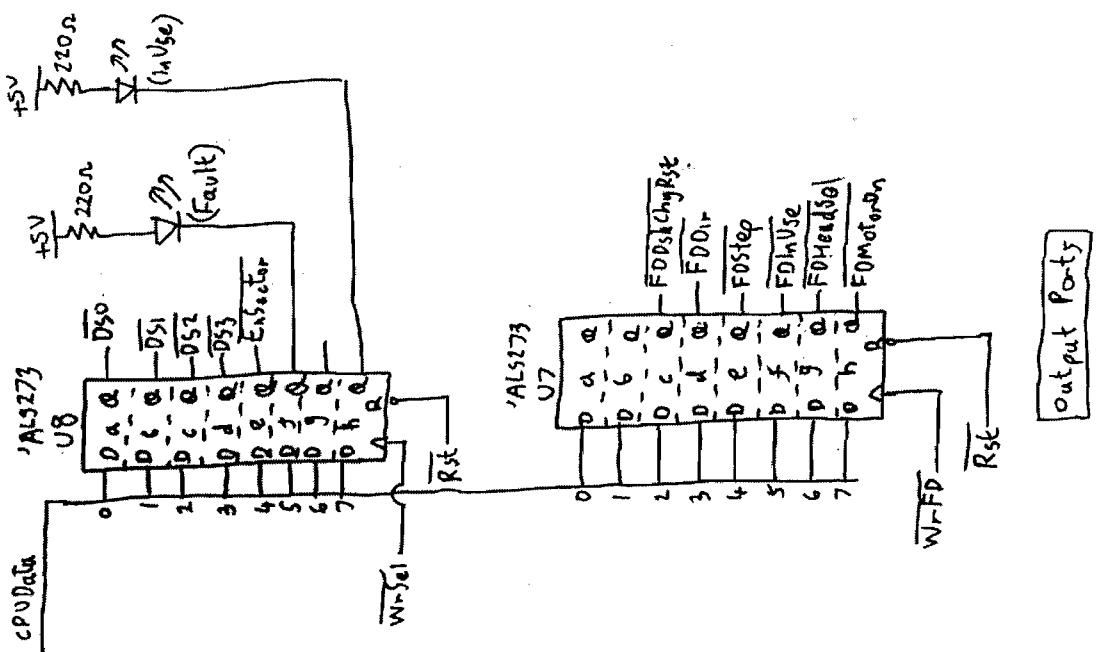 +5V
220Ω
(InUse)
+5V
220Ω
(Fault)
'ALS273
U8
D a Q
D c Q
D c Q
D d Q
D e Q
D f Q
D g Q
D h Q
R
0
1
2
3
4
5
6
7
DS0
DS1
DS2
DS3
EnSector
CPUData
WrSel
Rst
'ALS273
U7
D a Q
D b Q
D c Q
D d Q
D e Q
D f Q
D g Q
D h Q
R
0
1
2
3
4
5
6
7
FDDskChgRst
FDDir
FDStep
FDInUse
FDHeadSel
FDMotorOn
WrFD
Rst
Output Ports